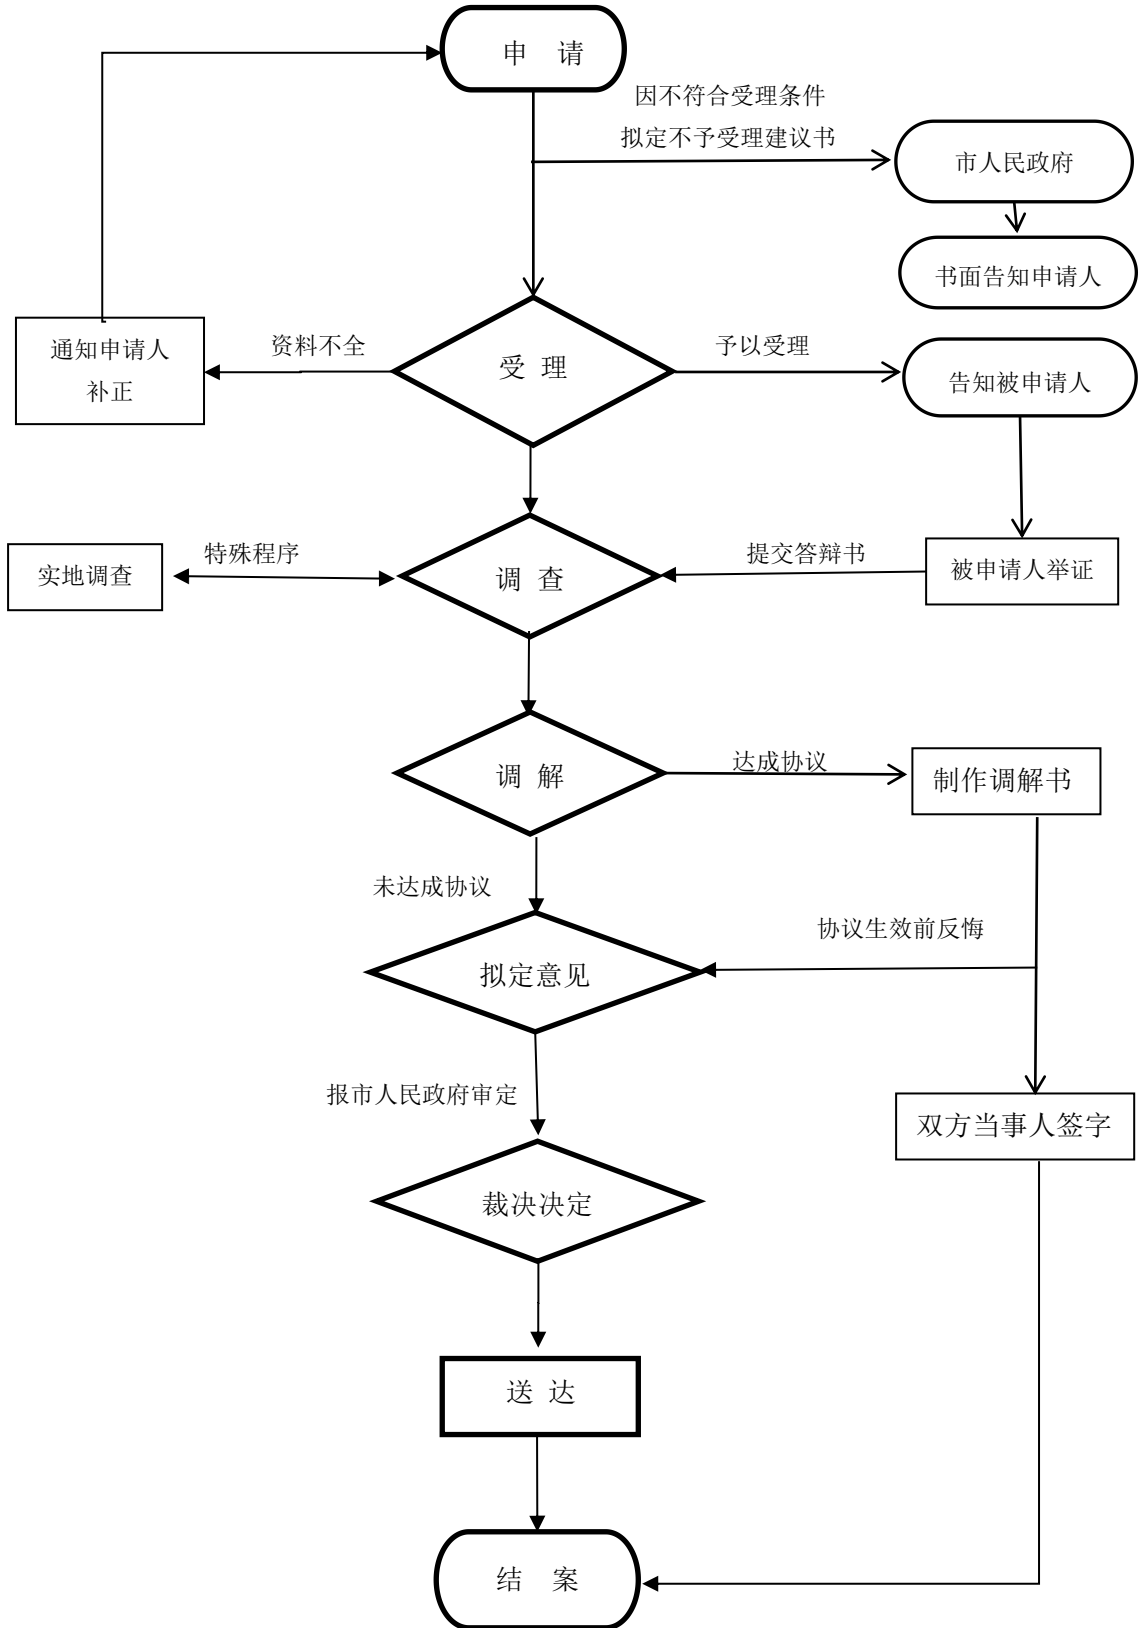 申 请
因不符合受理条件
拟定不予受理建议书
市人民政府
书面告知申请人
通知申请人
补正
资料不全
受 理
予以受理
告知被申请人
实地调查
特殊程序
调 查
提交答辩书
被申请人举证
调 解
达成协议
制作调解书
未达成协议
协议生效前反悔
拟定意见
报市人民政府审定
双方当事人签字
裁决决定
送 达
结 案